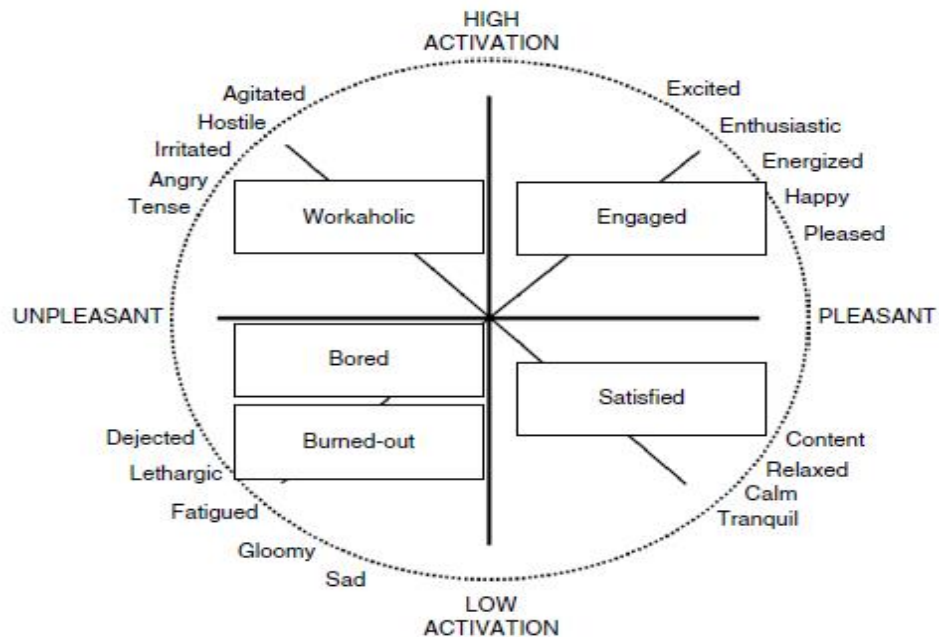 HIGH
ACTIVATION
Agitated
Excited
Hostile
Enthusiastic
Irritated
Energized
Angry
Happy
Tense
Workaholic
Engaged
Pleased
UNPLEASANT
PLEASANT
Bored
Satisfied
Dejected
Burned-out
Content
Lethargic
Relaxed
Calm
Fatigued
Tranquil
Gloomy
Sad
LOW
ACTIVATION